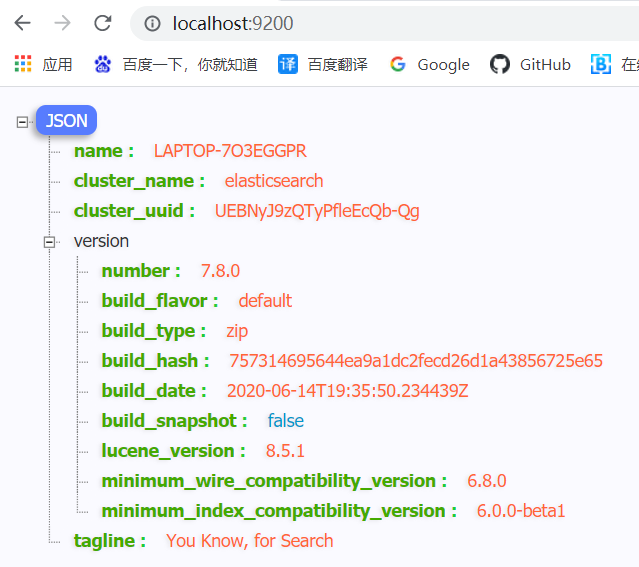 localhost:9200
应用 百度一下，你就知道 译 百度翻译 G Google GitHub B 在线
JSON
name : LAPTOP-7O3EGGPR
cluster_name : elasticsearch
cluster_uuid : UEBNyJ9zQTyPfleEcQb-Qg
version
number : 7.8.0
build_flavor : default
build_type : zip
build_hash : 757314695644ea9a1dc2fecd26d1a43856725e65
build_date : 2020-06-14T19:35:50.234439Z
build_snapshot : false
lucene_version : 8.5.1
minimum_wire_compatibility_version : 6.8.0
minimum_index_compatibility_version : 6.0.0-beta1
tagline : You Know, for Search